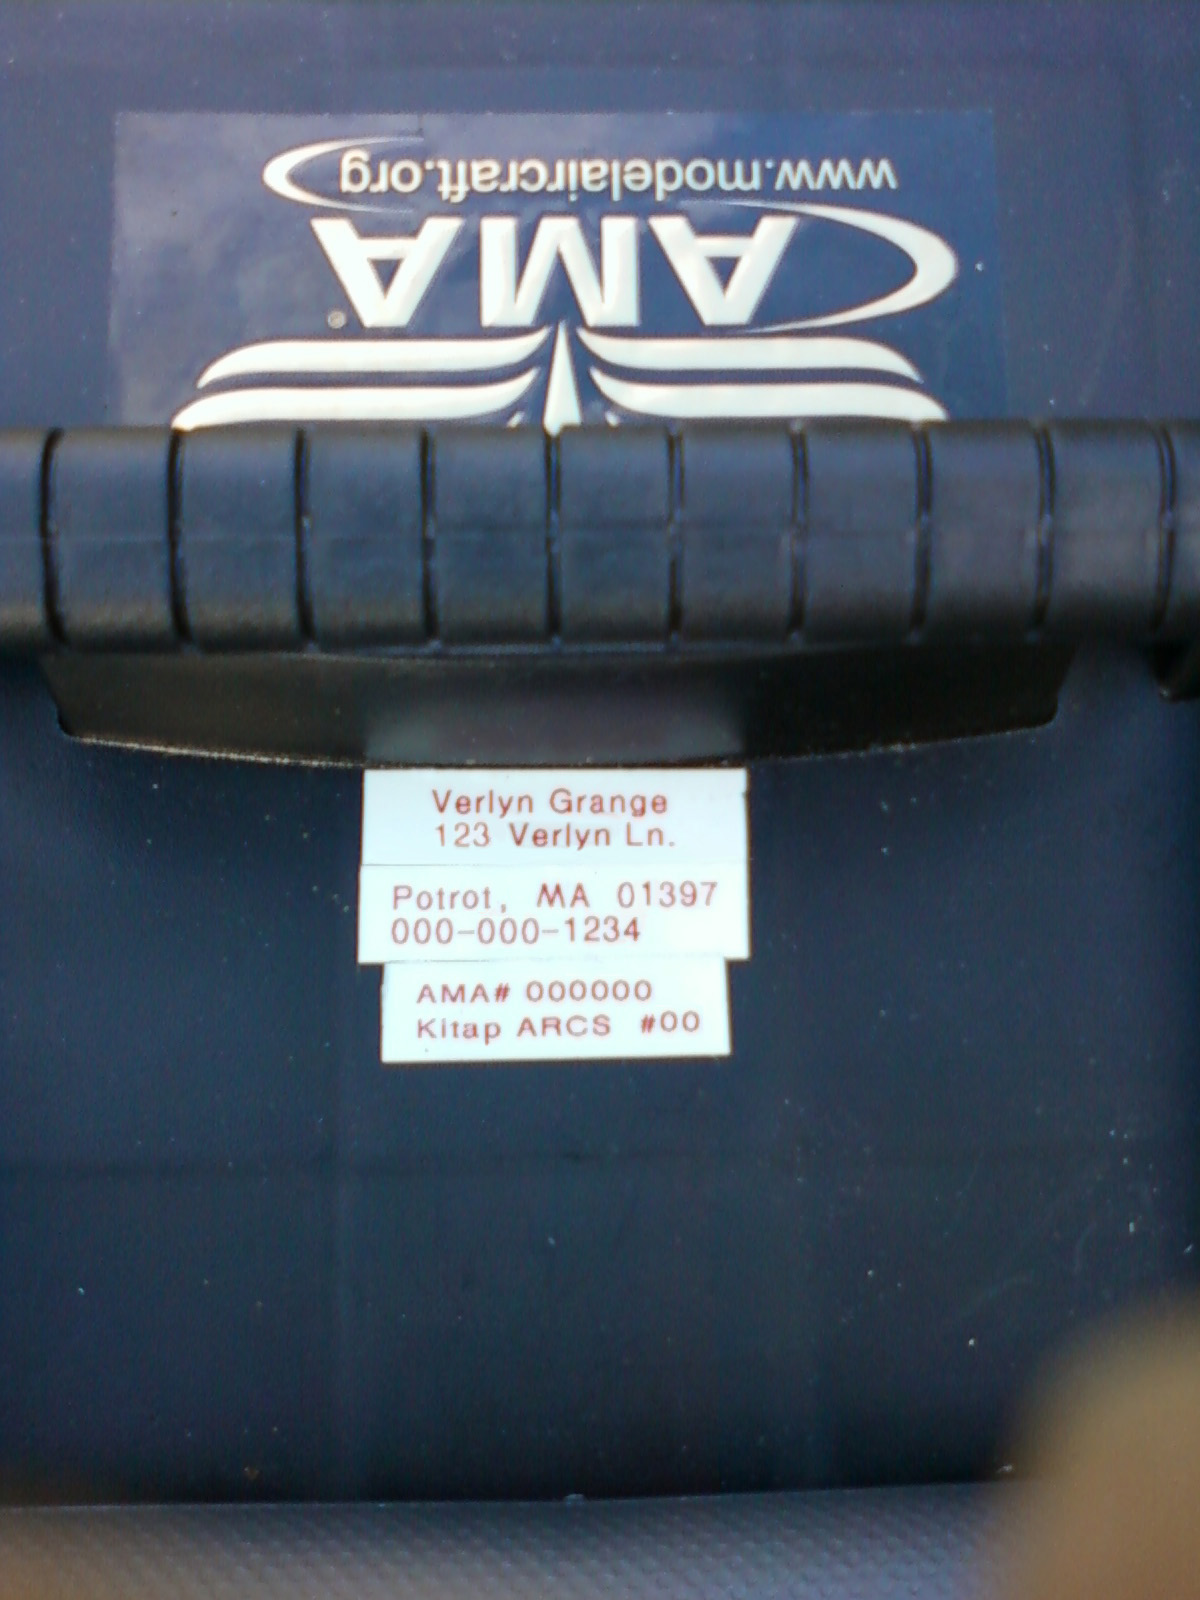 www.modelaircraft.org
AMA®
Verlyn Grange
123 Verlyn Ln.
Potrot, MA 01397
000-000-1234
AMA# 000000
Kitap ARCS #00